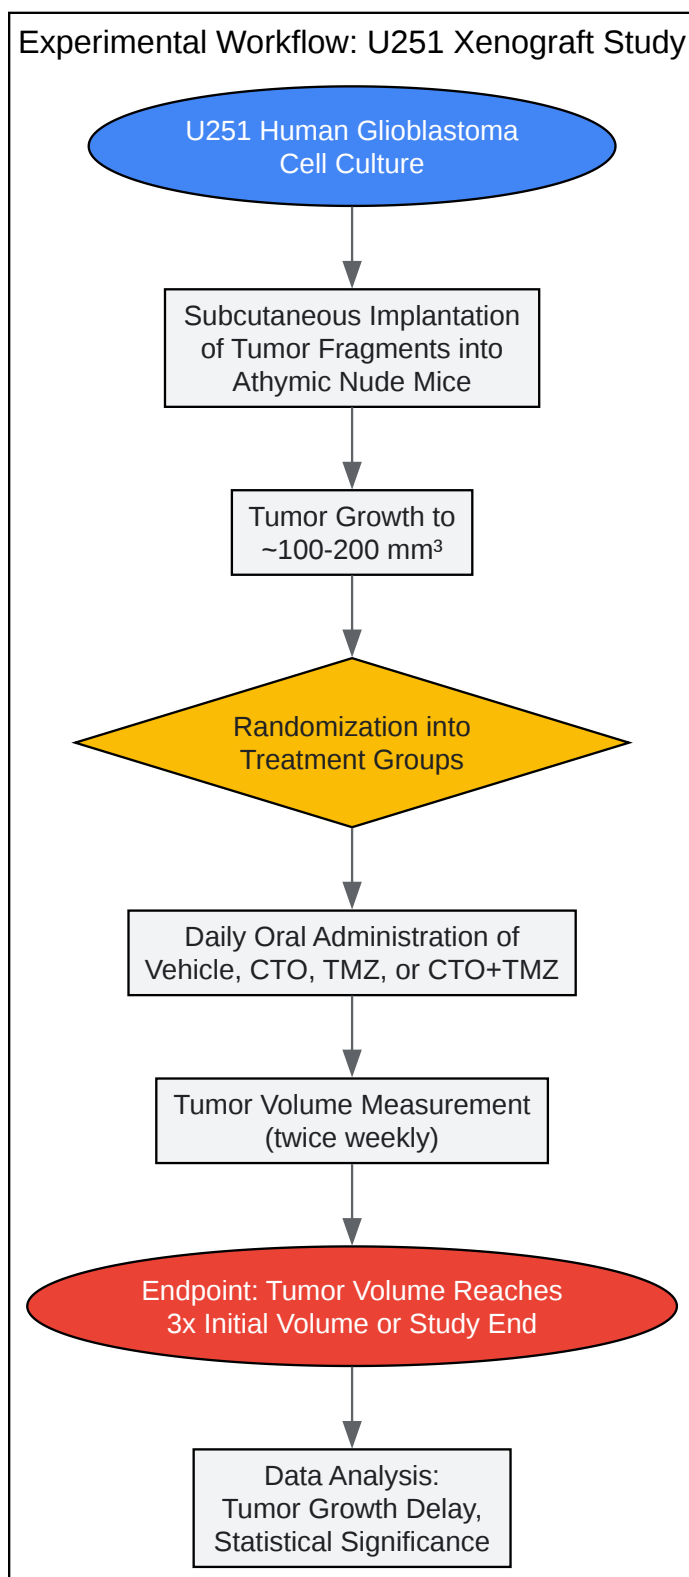 Experimental Workflow: U251 Xenograft Study
U251 Human Glioblastoma
Cell Culture
Subcutaneous Implantation
of Tumor Fragments into
Athymic Nude Mice
Tumor Growth to
~100-200 mm³
Randomization into
Treatment Groups
Daily Oral Administration of
Vehicle, CTO, TMZ, or CTO+TMZ
Tumor Volume Measurement
(twice weekly)
Endpoint: Tumor Volume Reaches
3x Initial Volume or Study End
Data Analysis:
Tumor Growth Delay,
Statistical Significance